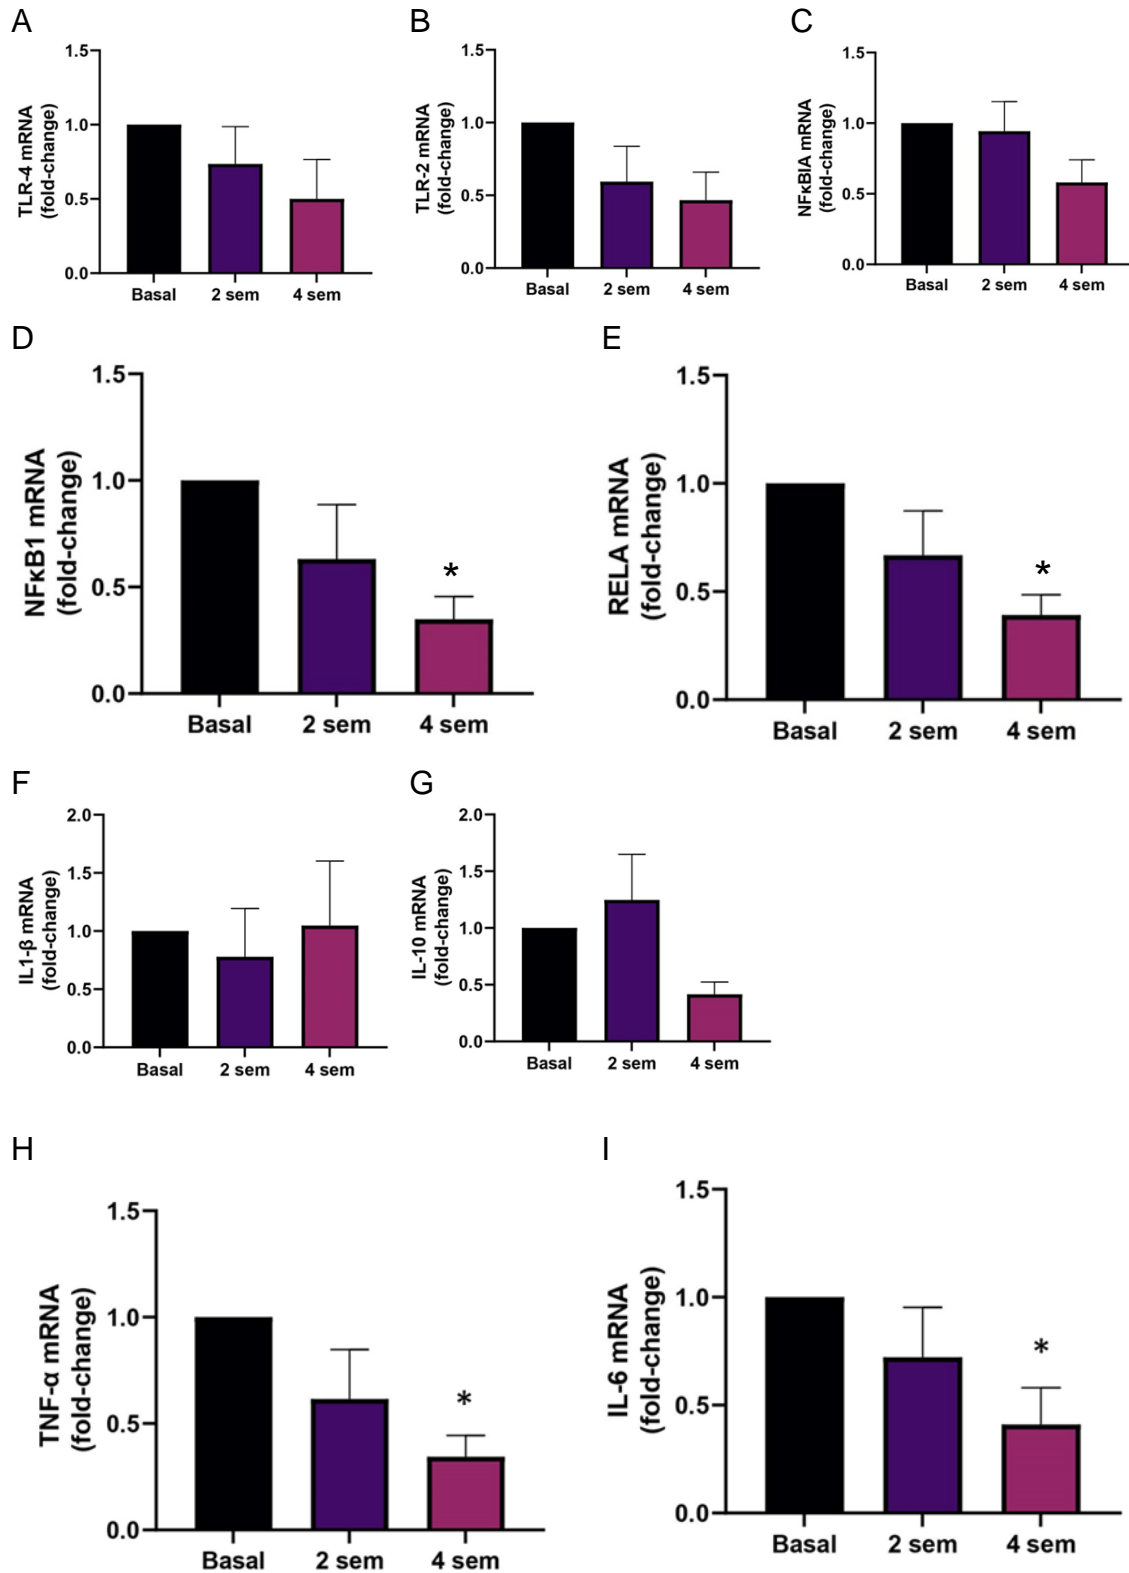 A
TLR-4 mRNA
(fold-change)
1.5
1.0
0.5
0.0
Basal 2 sem 4 sem
B
TLR-2 mRNA
(fold-change)
1.5
1.0
0.5
0.0
Basal 2 sem 4 sem
C
NFκBIA mRNA
(fold-change)
1.5
1.0
0.5
0.0
Basal 2 sem 4 sem
D
NFκB1 mRNA
(fold-change)
1.5
1.0
0.5
0.0
*
Basal 2 sem 4 sem
E
RELA mRNA
(fold-change)
1.5
1.0
0.5
0.0
*
Basal 2 sem 4 sem
F
IL1-β mRNA
(fold-change)
2.0
1.5
1.0
0.5
0.0
Basal 2 sem 4 sem
G
IL-10 mRNA
(fold-change)
2.0
1.5
1.0
0.5
0.0
Basal 2 sem 4 sem
H
TNF-α mRNA
(fold-change)
1.5
1.0
0.5
0.0
*
Basal 2 sem 4 sem
I
IL-6 mRNA
(fold-change)
1.5
1.0
0.5
0.0
*
Basal 2 sem 4 sem